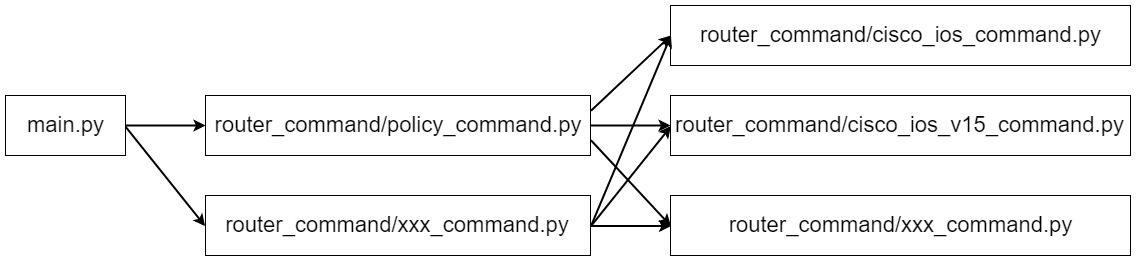 main.py
router_command/policy_command.py
router_command/xxx_command.py
router_command/cisco_ios_command.py
router_command/cisco_ios_v15_command.py
router_command/xxx_command.py